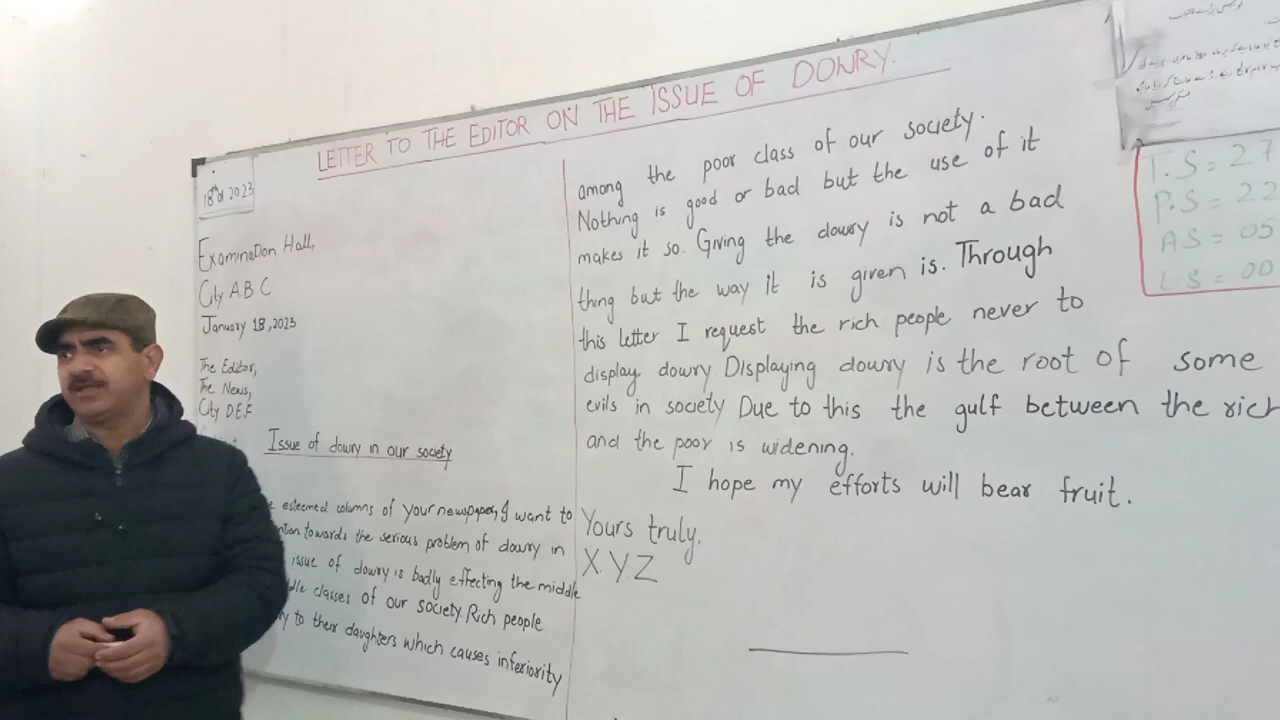 LETTER TO THE EDITOR ON THE ISSUE OF DOWRY.
18th 01 2023
Examination Hall,
City A.B C
January 18, 2023
The Editor,
The News,
City D.E.F
Issue of dowry in our society
esteemed columns of your newspaper, I want to
towards the serious problem of dowry in
issue of dowry is badly effecting the middle
classes of our society. Rich people
to their daughters which causes inferiority
among the poor class of our society.
Nothing is good or bad but the use of it
makes it so. Giving the dowry is not a bad
thing but the way it is given is. Through
this letter I request the rich people never to
display dowry Displaying dowry is the root of some
evils in society Due to this the gulf between the rich
and the poor is widening.
I hope my efforts will bear fruit.
Yours truly,
X.Y Z
T.S = 27
P.S = 22
A S = 05
L S = 00